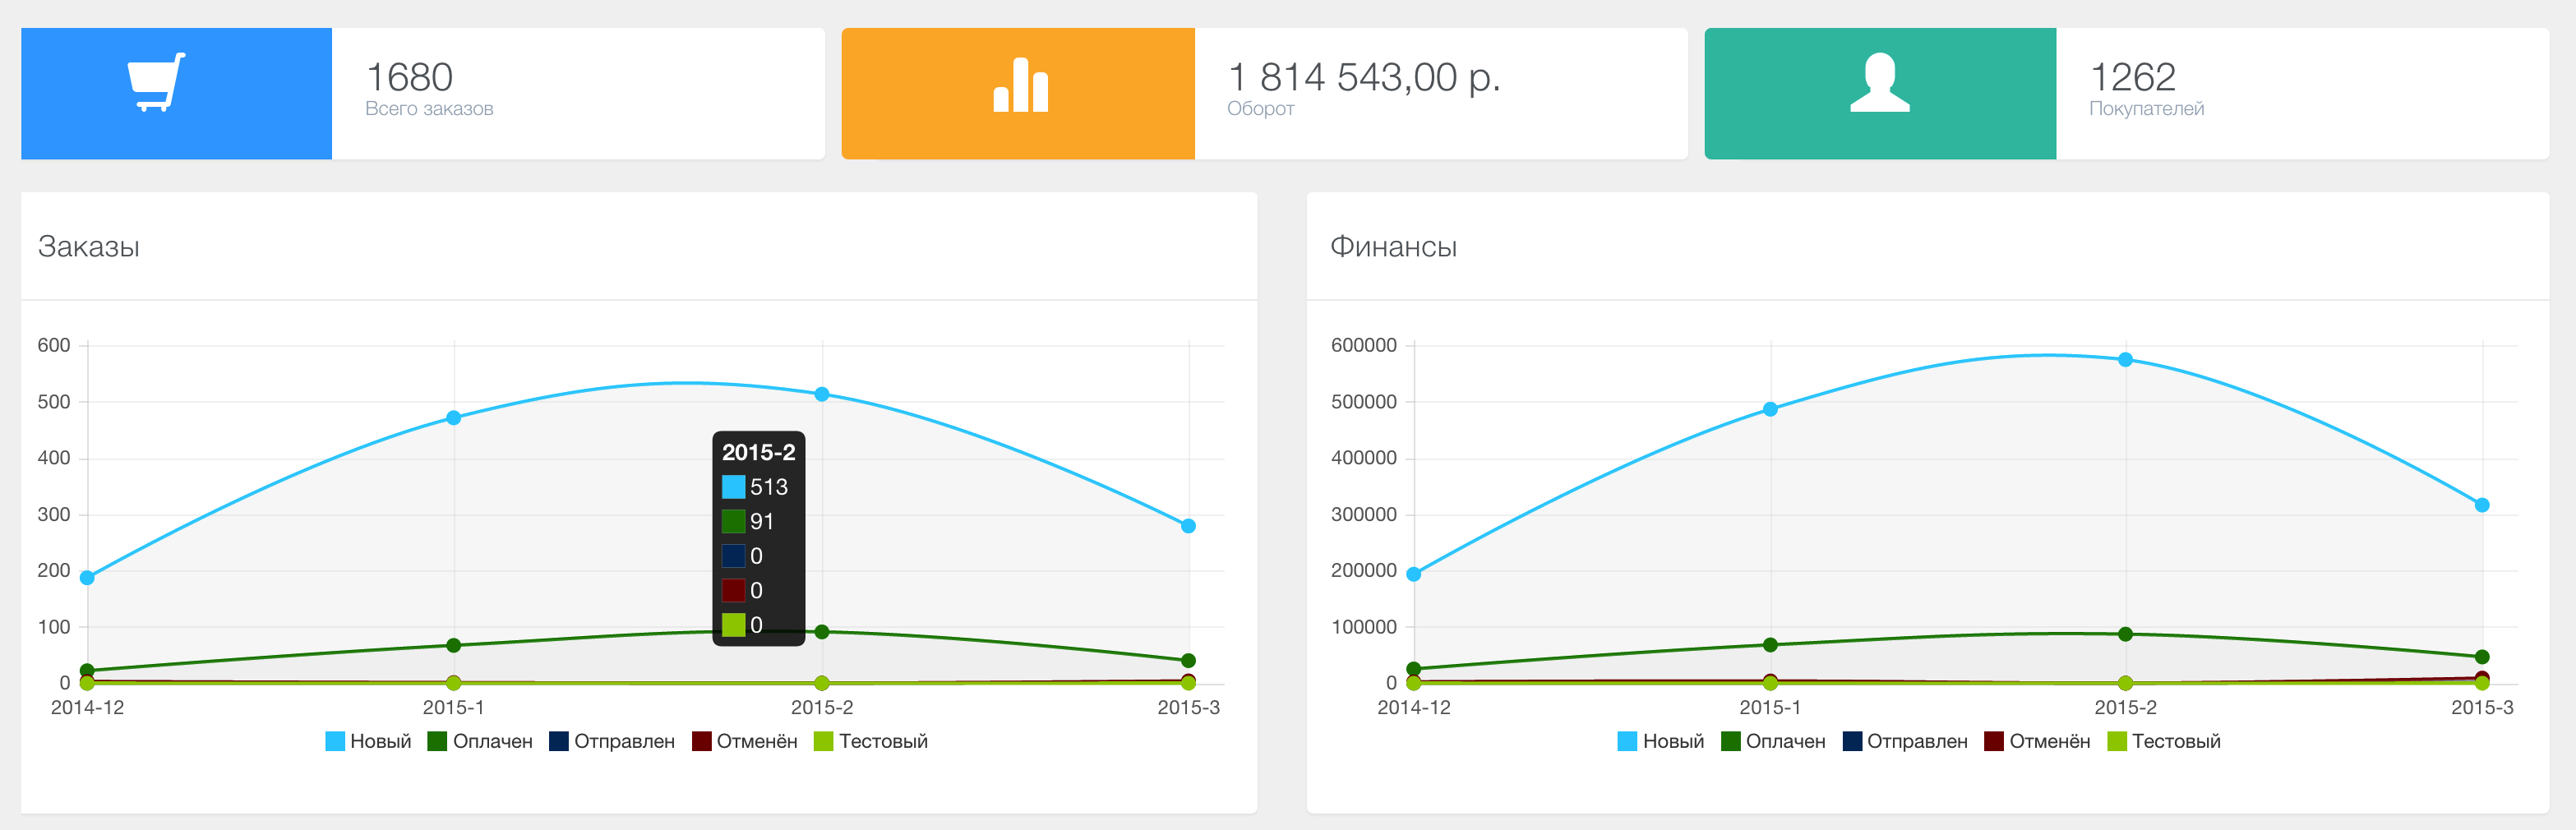 1680
Всего заказов
1 814 543,00 р.
Оборот
1262
Покупателей
Заказы
600
500
400
300
200
100
0
2014-12 2015-1 2015-2 2015-3
2015-2
513
91
0
0
0
Новый Оплачен Отправлен Отменён Тестовый
Финансы
600000
500000
400000
300000
200000
100000
0
2014-12 2015-1 2015-2 2015-3
Новый Оплачен Отправлен Отменён Тестовый